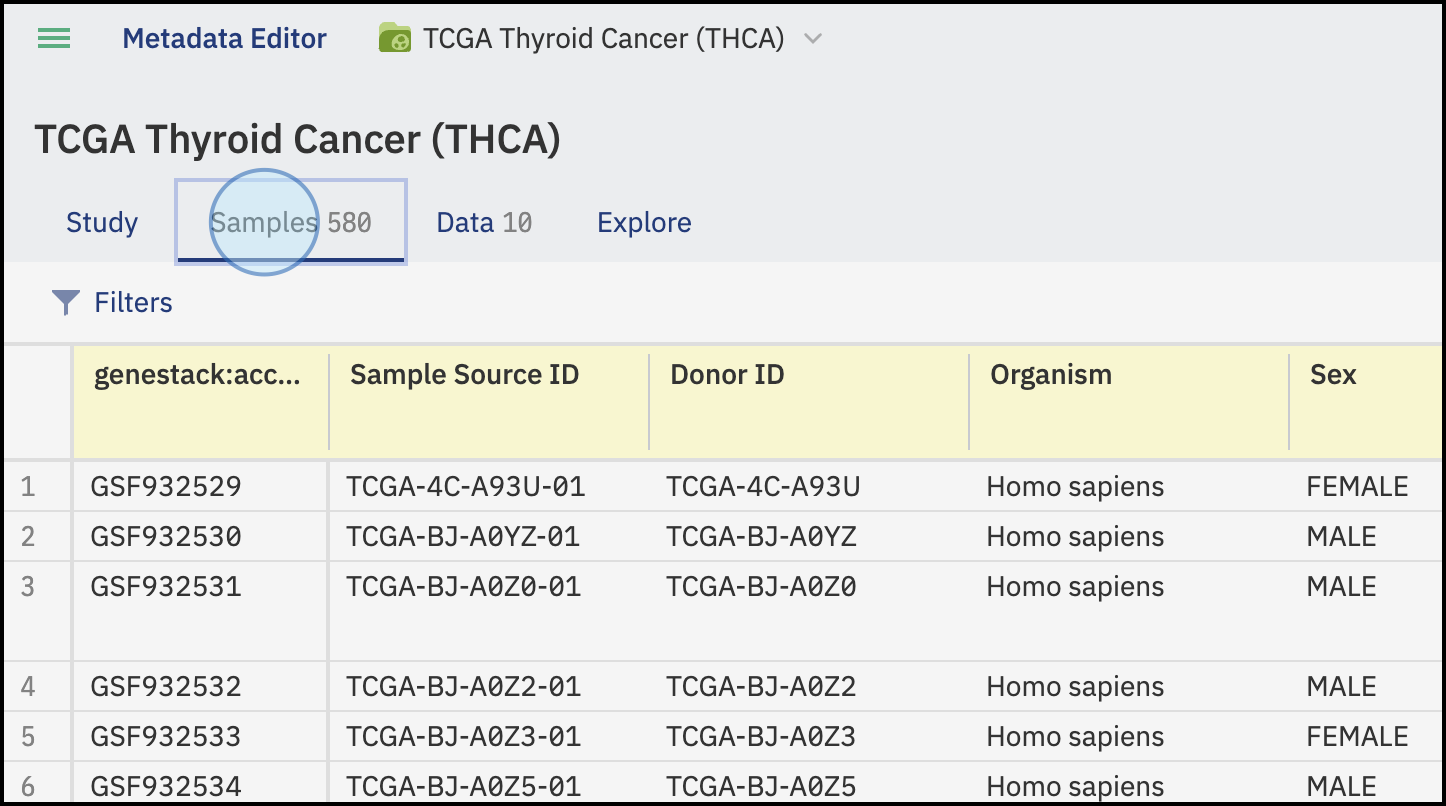 Metadata Editor TCGA Thyroid Cancer (THCA)
TCGA Thyroid Cancer (THCA)
Study Samples 580 Data 10 Explore
Filters
genestack:acc... Sample Source ID Donor ID Organism Sex
1 GSF932529 TCGA-4C-A93U-01 TCGA-4C-A93U Homo sapiens FEMALE
2 GSF932530 TCGA-BJ-A0YZ-01 TCGA-BJ-A0YZ Homo sapiens MALE
3 GSF932531 TCGA-BJ-A0Z0-01 TCGA-BJ-A0Z0 Homo sapiens MALE
4 GSF932532 TCGA-BJ-A0Z2-01 TCGA-BJ-A0Z2 Homo sapiens MALE
5 GSF932533 TCGA-BJ-A0Z3-01 TCGA-BJ-A0Z3 Homo sapiens FEMALE
6 GSF932534 TCGA-BJ-A0Z5-01 TCGA-BJ-A0Z5 Homo sapiens MALE